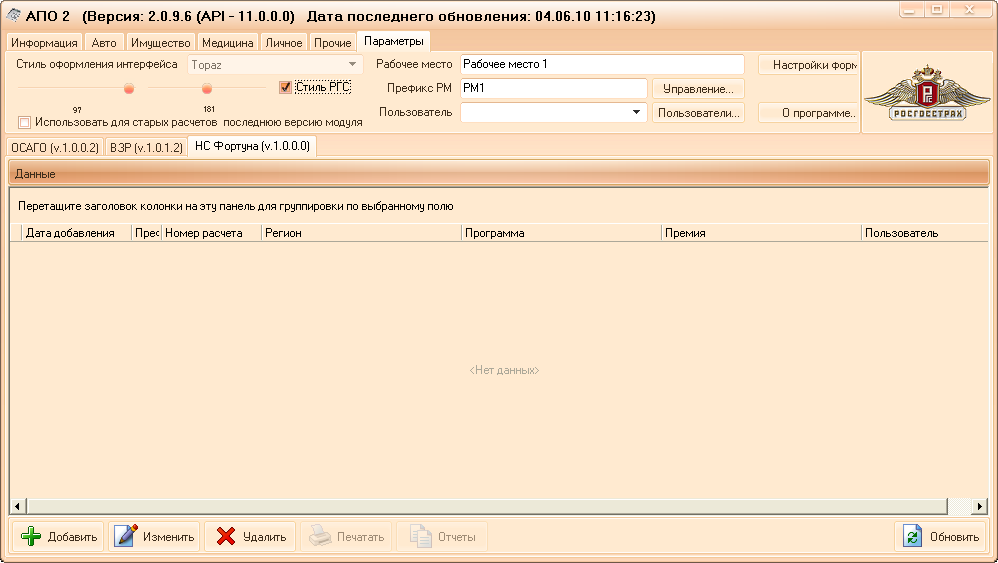 АПО 2 (Версия: 2.0.9.6 (API - 11.0.0.0) Дата последнего обновления: 04.06.10 11:16:23)
Информация Авто Имущество Медицина Личное Прочие Параметры
Стиль оформления интерфейса Topaz Рабочее место Рабочее место 1 Настройки форм
Стиль РГС Префикс РМ РМ1 Управление...
97 181 Пользователь Пользователи... О программе..
Использовать для старых расчетов последнюю версию модуля
РГС
РОСГОССТРАХ
ОСАГО (v.1.0.0.2) ВЗР (v.1.0.1.2) НС Фортуна (v.1.0.0.0)
Данные
Перетащите заголовок колонки на эту панель для группировки по выбранному полю
Дата добавления Преф Номер расчета Регион Программа Премия Пользователь
<Нет данных>
Добавить Изменить Удалить Печатать Отчеты Обновить